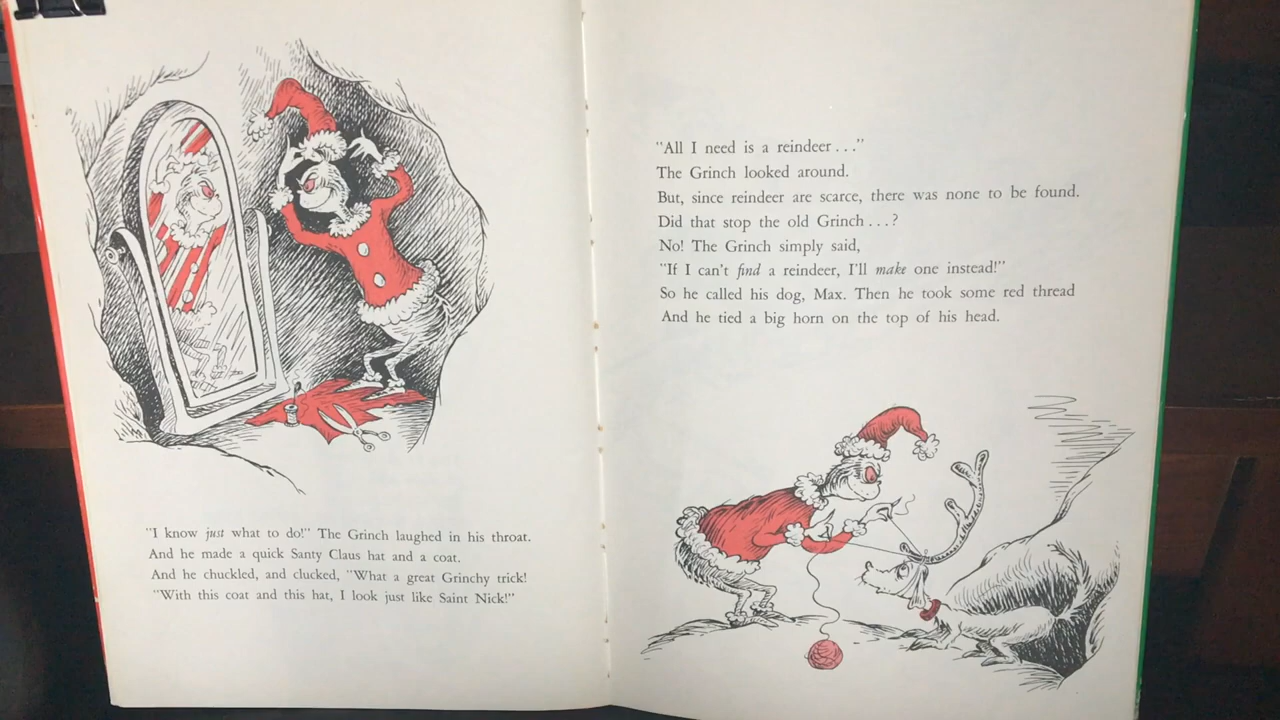 "I know just what to do!" The Grinch laughed in his throat.
And he made a quick Santy Claus hat and a coat.
And he chuckled, and clucked, "What a great Grinchy trick!
"With this coat and this hat, I look just like Saint Nick!"
"All I need is a reindeer . . ."
The Grinch looked around.
But, since reindeer are scarce, there was none to be found.
Did that stop the old Grinch . . . ?
No! The Grinch simply said,
"If I can't find a reindeer, I'll make one instead!"
So he called his dog, Max. Then he took some red thread
And he tied a big horn on the top of his head.